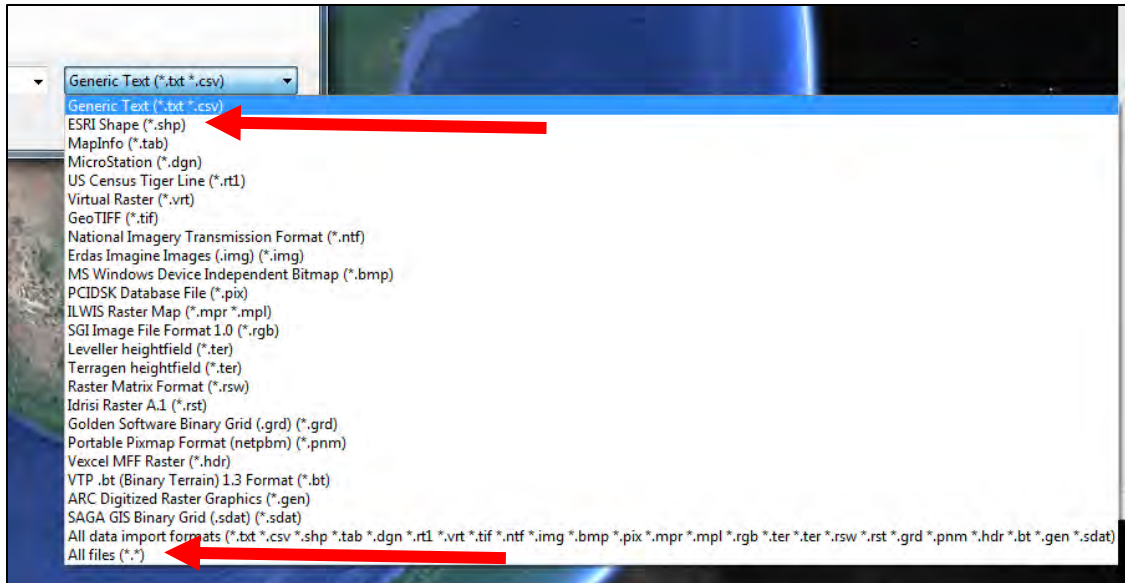 Generic Text (*.txt *.csv)
Generic Text (*.txt *.csv)
ESRI Shape (*.shp)
MapInfo (*.tab)
MicroStation (*.dgn)
US Census Tiger Line (*.rt1)
Virtual Raster (*.vrt)
GeoTIFF (*.tif)
National Imagery Transmission Format (*.ntf)
Erdas Imagine Images (.img) (*.img)
MS Windows Device Independent Bitmap (*.bmp)
PCIDSK Database File (*.pix)
ILWIS Raster Map (*.mpr *.mpl)
SGI Image File Format 1.0 (*.rgb)
Leveller heightfield (*.ter)
Terragen heightfield (*.ter)
Raster Matrix Format (*.rsw)
Idrisi Raster A.1 (*.rst)
Golden Software Binary Grid (.grd) (*.grd)
Portable Pixmap Format (netpbm) (*.pnm)
Vexcel MFF Raster (*.hdr)
VTP .bt (Binary Terrain) 1.3 Format (*.bt)
ARC Digitized Raster Graphics (*.gen)
SAGA GIS Binary Grid (.sdat) (*.sdat)
All data import formats (*.txt *.csv *.shp *.tab *.dgn *.rt1 *.vrt *.tif *.ntf *.img *.bmp *.pix *.mpr *.mpl *.rgb *.ter *.ter *.rsw *.rst *.grd *.pnm *.hdr *.bt *.gen *.sdat)
All files (*.*)